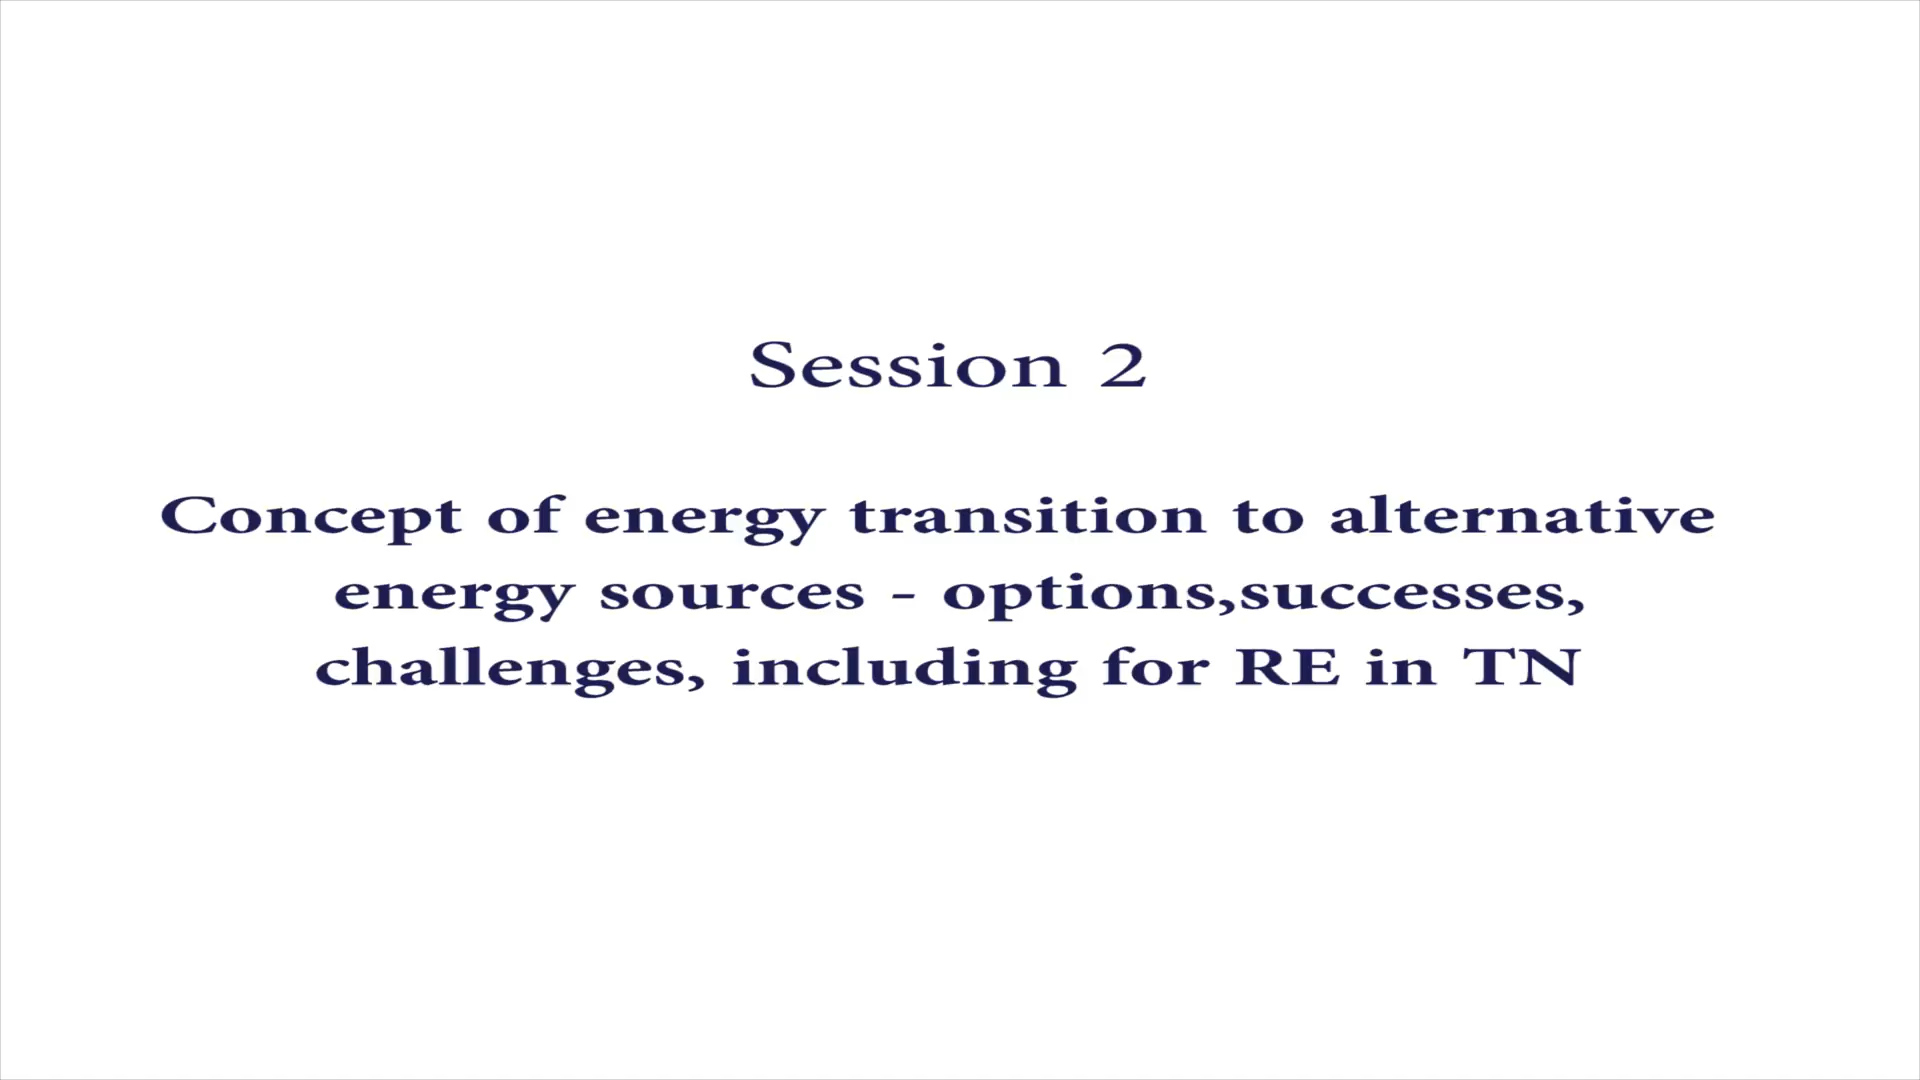 Session 2
Concept of energy transition to alternative
energy sources - options,successes,
challenges, including for RE in TN